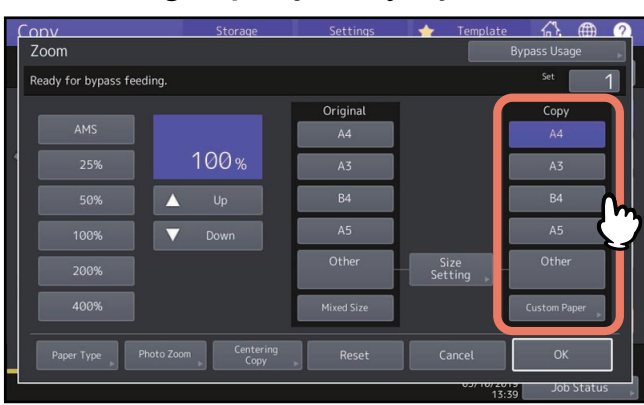 Copy Storage Settings Template
Zoom Bypass Usage
Ready for bypass feeding. Set 1
Original Copy
AMS 100% A4 A4
25% A3 A3
50% Up B4 B4
100% Down A5 A5
200% Other Size Setting Other
400% Mixed Size Custom Paper
Paper Type Photo Zoom Centering Copy Reset Cancel OK
13:39 Job Status